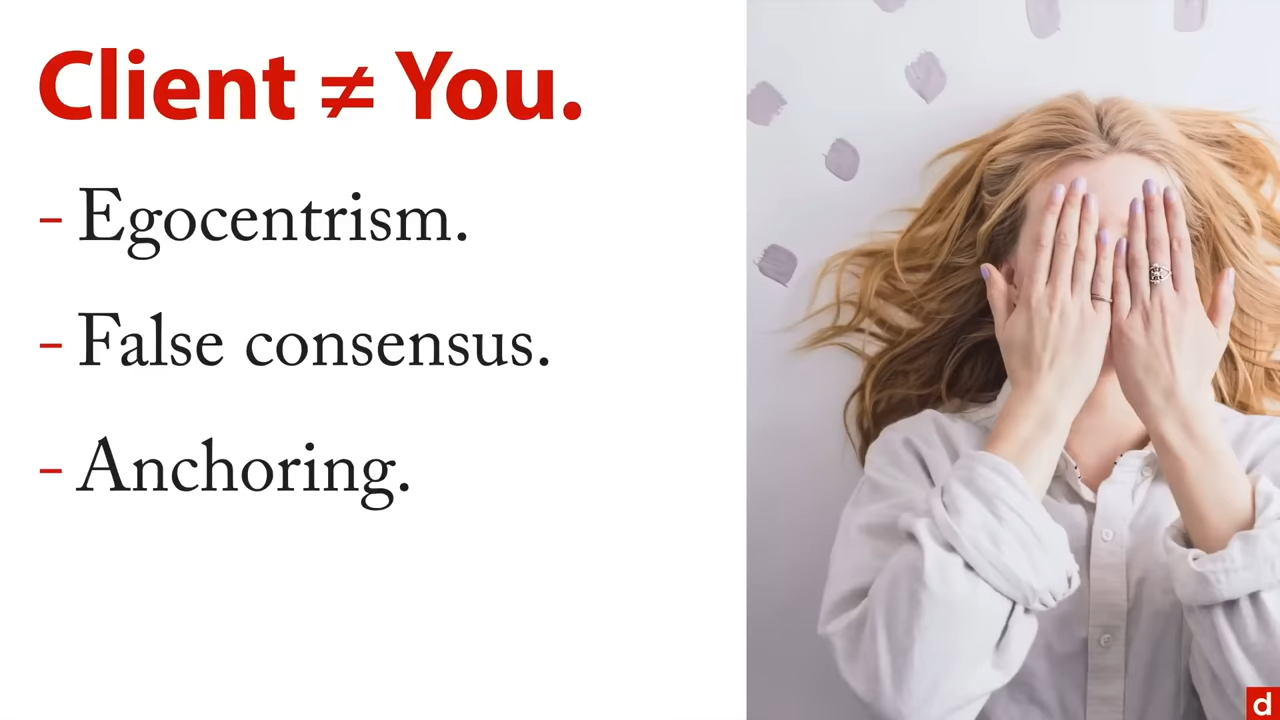 Client ≠ You.
- Egocentrism.
- False consensus.
- Anchoring.
d